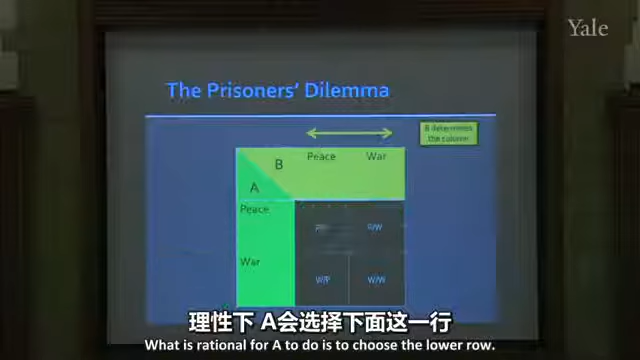 Yale
The Prisoners' Dilemma
B determines
the column
B
Peace
War
A
Peace
P/W
War
W/P
W/W
理性下 A会选择下面这一行
What is rational for A to do is to choose the lower row.